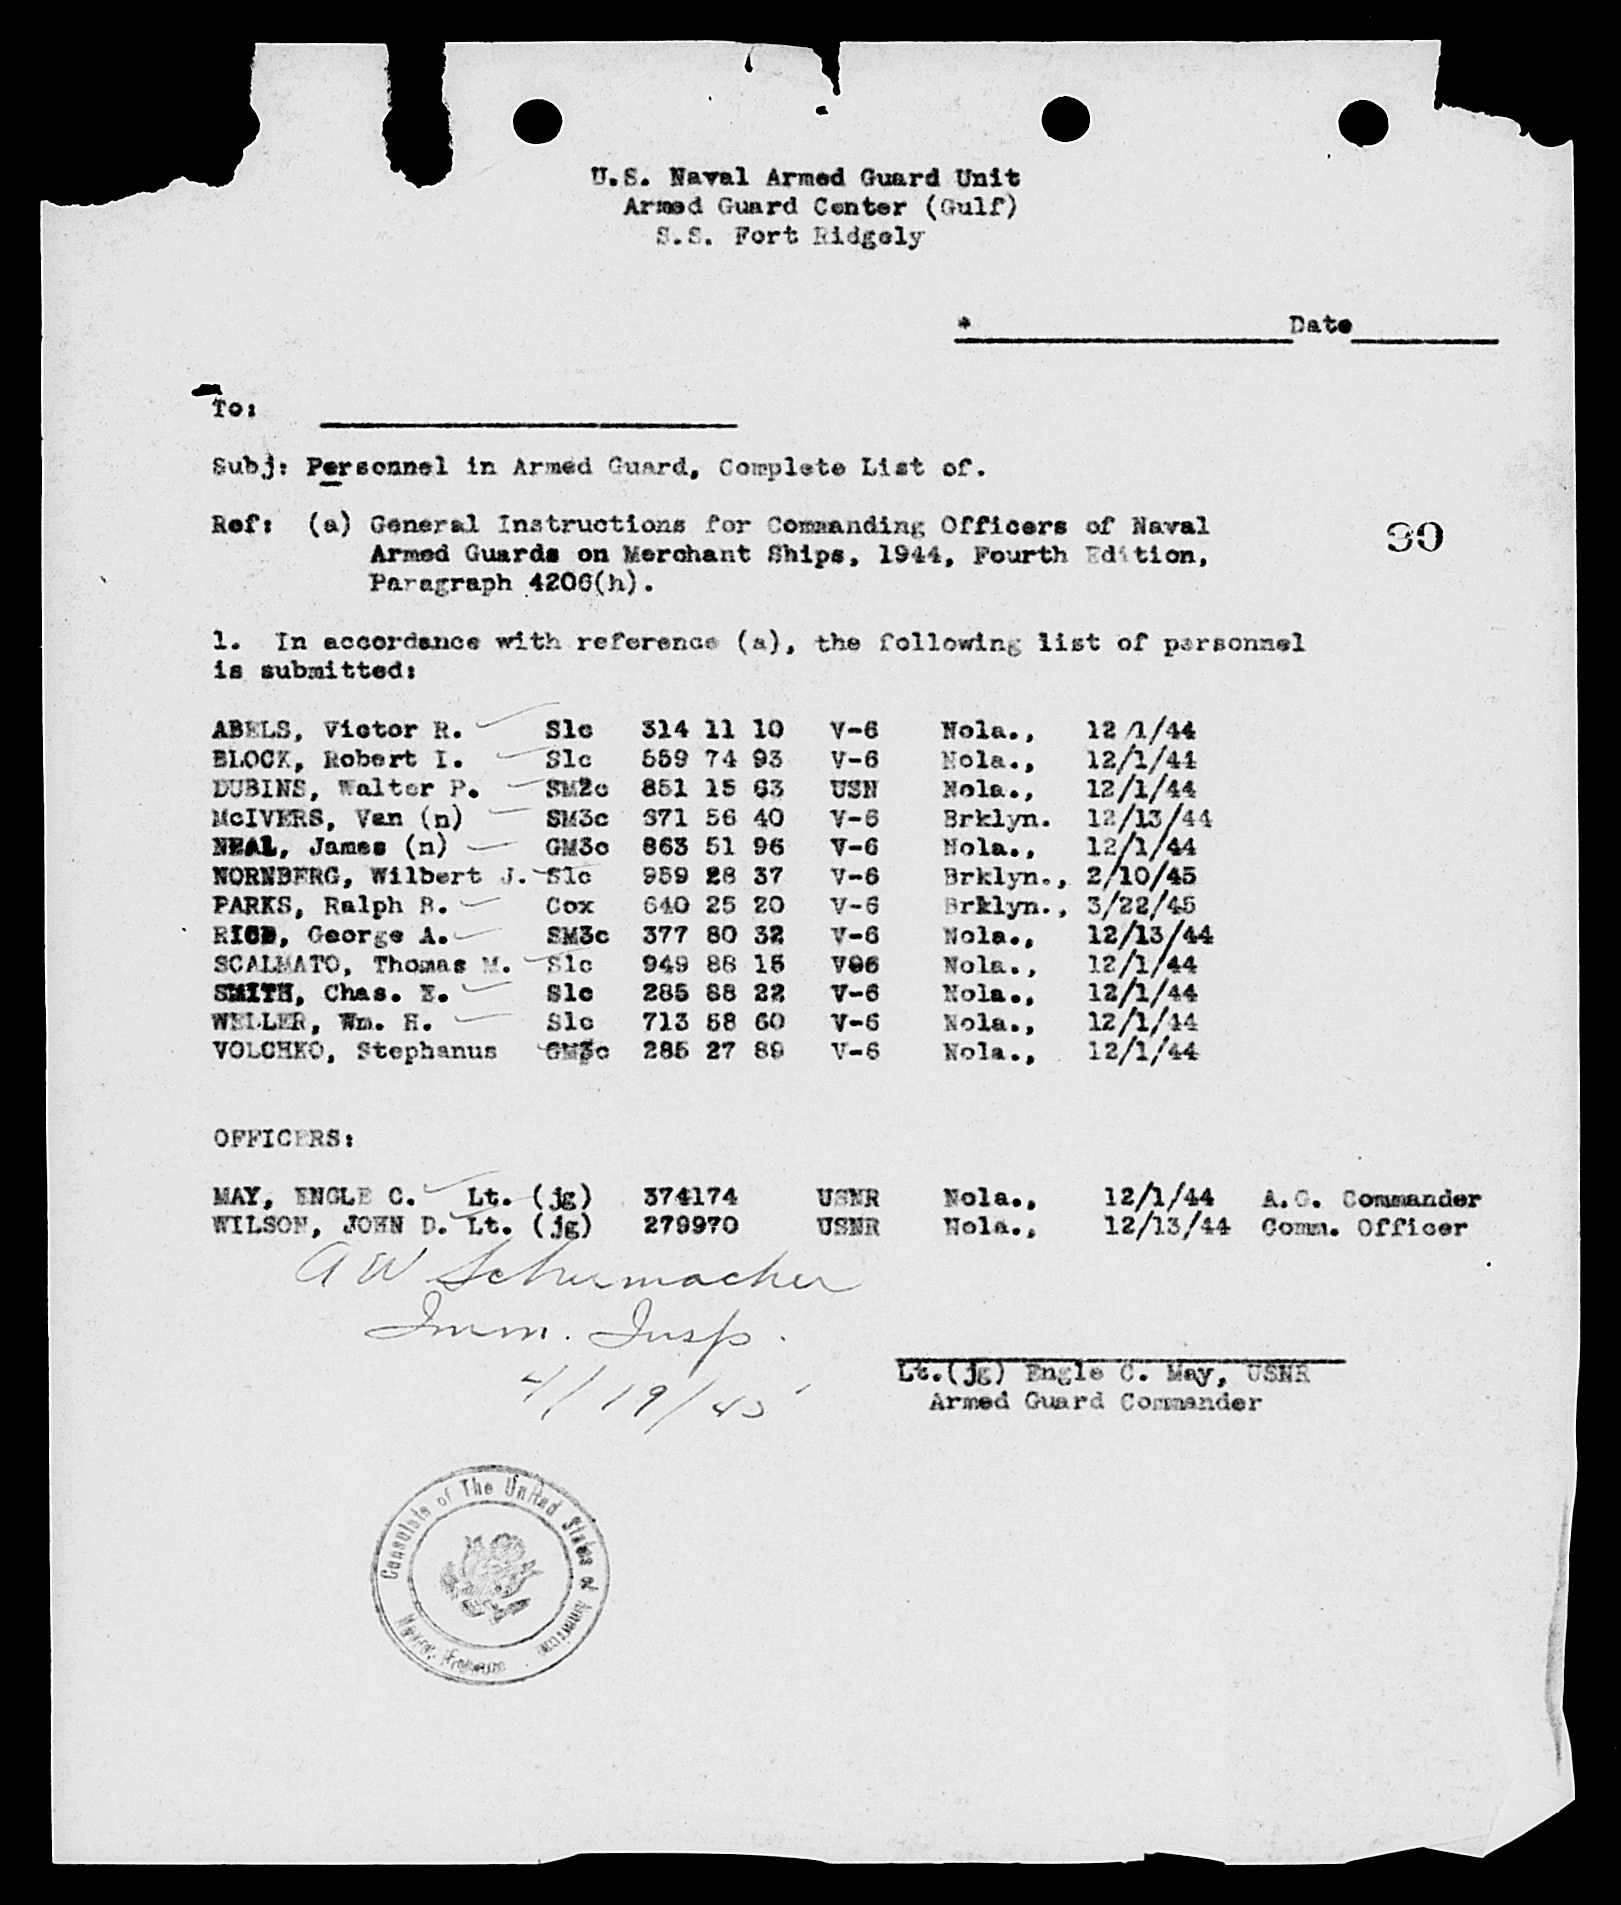 U.S. Naval Armed Guard Unit
Armed Guard Center (Gulf)
S.S. Fort Ridgely
* Date
To:
Subj: Personnel in Armed Guard, Complete List of.
Ref: (a) General Instructions for Commanding Officers of Naval
Armed Guards on Merchant Ships, 1944, Fourth Edition,
Paragraph 4206(h).
90
1. In accordance with reference (a), the following list of personnel
is submitted:
ABELS, Victor R. S1c 314 11 10 V-6 Nola., 12/1/44
BLOCK, Robert I. S1c 559 74 93 V-6 Nola., 12/1/44
DUBINS, Walter P. SM2c 851 15 63 USN Nola., 12/1/44
McIVERS, Van (n) SM3c 871 56 40 V-6 Brklyn. 12/13/44
NEAL, James (n) GM3c 863 51 96 V-6 Nola., 12/1/44
NORNBERG, Wilbert J. S1c 959 28 37 V-6 Brklyn., 2/10/45
PARKS, Ralph B. Cox 640 25 20 V-6 Brklyn., 3/22/45
RICE, George A. SM3c 377 80 32 V-6 Nola., 12/13/44
SCALMATO, Thomas M. S1c 949 86 15 V06 Nola., 12/1/44
SMITH, Chas. E. S1c 285 88 22 V-6 Nola., 12/1/44
WELLER, Wm. H. S1c 713 58 60 V-6 Nola., 12/1/44
VOLCHKO, Stephanus GM3c 285 27 89 V-6 Nola., 12/1/44
OFFICERS:
MAY, ENGLE C. Lt. (jg) 374174 USNR Nola., 12/1/44 A.G. Commander
WILSON, JOHN D. Lt. (jg) 279970 USNR Nola., 12/13/44 Comm. Officer
A W Schumacher
Imm. Insp.
4/19/45
Lt.(jg) Engle C. May, USNR
Armed Guard Commander
Consulate of The United States of America
Havre, France